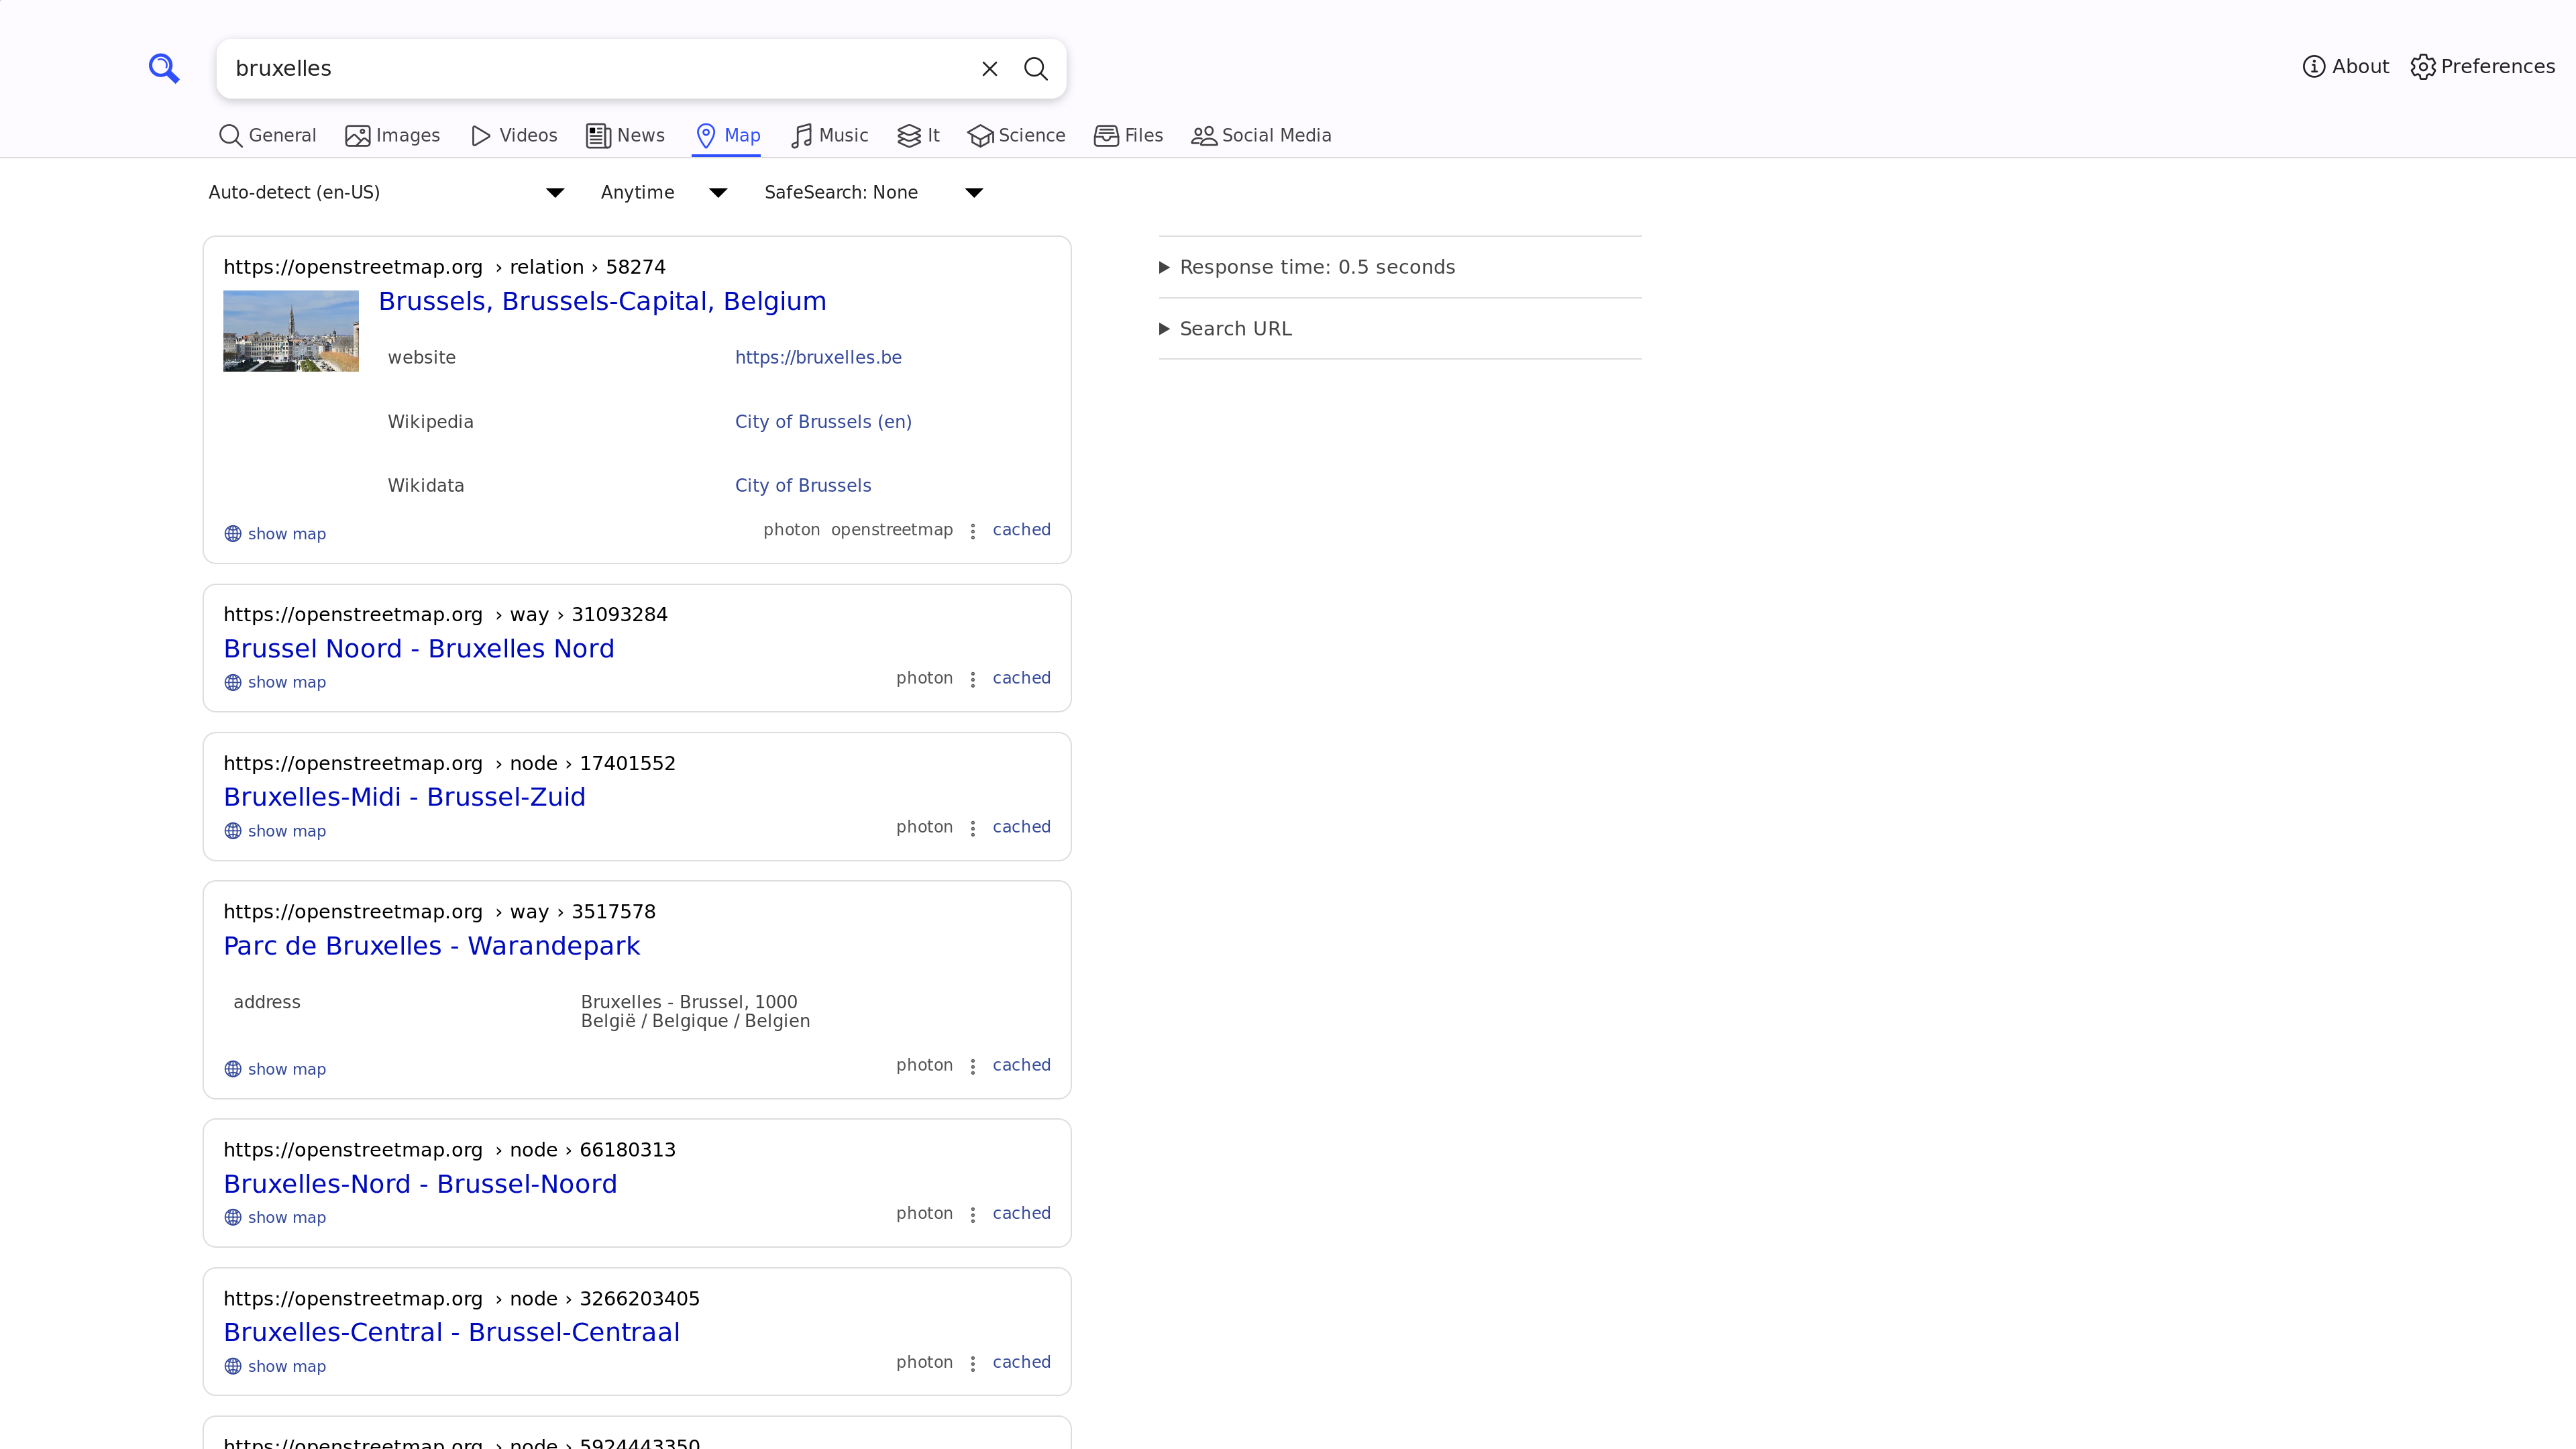 bruxelles
About Preferences
General Images Videos News Map Music It Science Files Social Media
Auto-detect (en-US) Anytime SafeSearch: None
https://openstreetmap.org › relation › 58274
Brussels, Brussels-Capital, Belgium
website https://bruxelles.be
Wikipedia City of Brussels (en)
Wikidata City of Brussels
show map photon openstreetmap cached
https://openstreetmap.org › way › 31093284
Brussel Noord - Bruxelles Nord
show map photon cached
https://openstreetmap.org › node › 17401552
Bruxelles-Midi - Brussel-Zuid
show map photon cached
https://openstreetmap.org › way › 3517578
Parc de Bruxelles - Warandepark
address Bruxelles - Brussel, 1000
België / Belgique / Belgien
show map photon cached
https://openstreetmap.org › node › 66180313
Bruxelles-Nord - Brussel-Noord
show map photon cached
https://openstreetmap.org › node › 3266203405
Bruxelles-Central - Brussel-Centraal
show map photon cached
https://openstreetmap.org › node › 5924443350
Response time: 0.5 seconds
Search URL